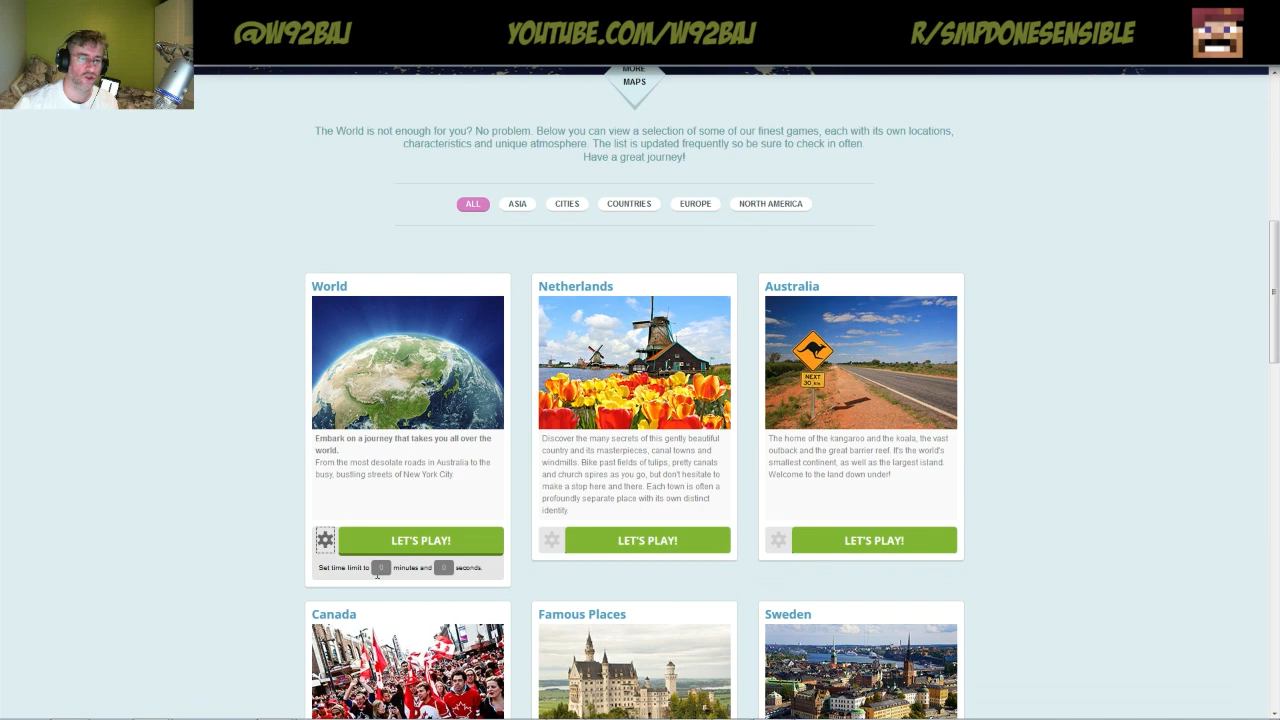 @W92BAJ
YOUTUBE.COM/W92BAJ
R/SMPDONESENSIBLE
MORE
MAPS
The World is not enough for you? No problem. Below you can view a selection of some of our finest games, each with its own locations,
characteristics and unique atmosphere. The list is updated frequently so be sure to check in often.
Have a great journey!
ALL
ASIA
CITIES
COUNTRIES
EUROPE
NORTH AMERICA
World
Embark on a journey that takes you all over the
world.
From the most desolate roads in Australia to the
busy, bustling streets of New York City.
LET'S PLAY!
Set time limit to 0 minutes and 0 seconds.
Netherlands
Discover the many secrets of this gently beautiful
country and its masterpieces, canal towns and
windmills. Bike past fields of tulips, pretty canals
and church spires as you go, but don't hesitate to
make a stop here and there. Each town is often a
profoundly separate place with its own distinct
identity.
LET'S PLAY!
Australia
NEXT
30 km
The home of the kangaroo and the koala, the vast
outback and the great barrier reef. It's the world's
smallest continent, as well as the largest island.
Welcome to the land down under!
LET'S PLAY!
Canada
Famous Places
Sweden